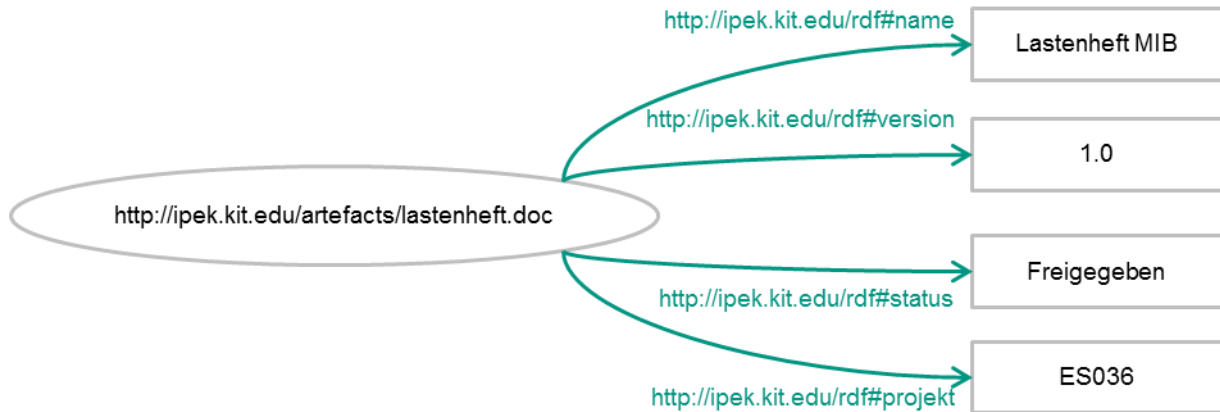 http://ipek.kit.edu/rdf#name
Lastenheft MIB
http://ipek.kit.edu/rdf#version
1.0
http://ipek.kit.edu/artefacts/lastenheft.doc
Freigegeben
http://ipek.kit.edu/rdf#status
ES036
http://ipek.kit.edu/rdf#projekt